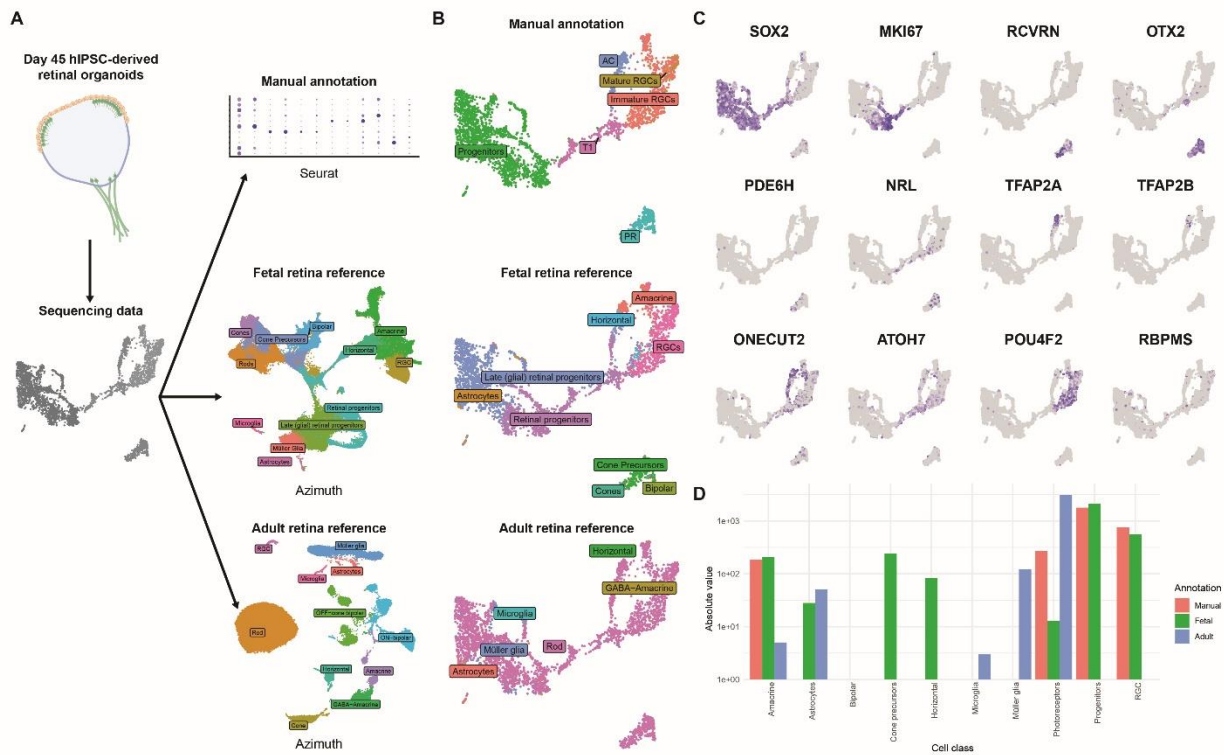 A
Day 45 hIPSC-derived
retinal organoids
Sequencing data
Manual annotation
Seurat
Fetal retina reference
Cones
Bipolar
Cone Precursors
Amacrine
Horizontal
Rods
RGC
Retinal progenitors
Microglia
Late (glial) retinal progenitors
Müller Glia
Astrocytes
Azimuth
Adult retina reference
RGC
Müller glia
Microglia
Astrocytes
OFF-cone bipolar
Rod
ON-bipolar
Horizontal
Amacrine
GABA-Amacrine
Cone
Azimuth
B
Manual annotation
AC
Mature RGCs
Immature RGCs
Progenitors
T1
PR
Fetal retina reference
Amacrine
Horizontal
RGCs
Late (glial) retinal progenitors
Astrocytes
Retinal progenitors
Cone Precursors
Cones
Bipolar
Adult retina reference
Horizontal
GABA-Amacrine
Microglia
Müller glia
Rod
Astrocytes
C
SOX2 MKI67 RCVRN OTX2
PDE6H NRL TFAP2A TFAP2B
ONECUT2 ATOH7 POU4F2 RBPMS
D
Absolute value
1e+03
1e+02
1e+01
1e+00
Amacrine
Astrocytes
Bipolar
Cone precursors
Horizontal
Microglia
Müller glia
Photoreceptors
Progenitors
RGC
Cell class
Annotation
Manual
Fetal
Adult